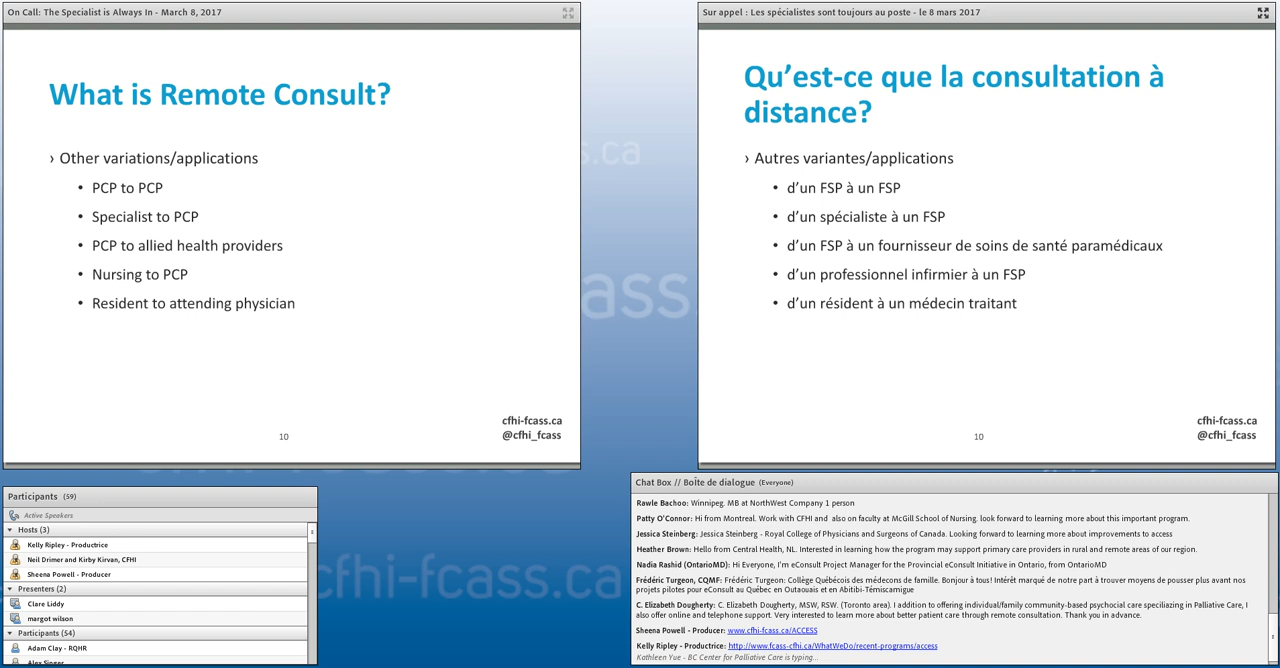 On Call: The Specialist is Always In - March 8, 2017
What is Remote Consult?
› Other variations/applications
• PCP to PCP
• Specialist to PCP
• PCP to allied health providers
• Nursing to PCP
• Resident to attending physician
cfhi-fcass.ca
@cfhi_fcass
10
Sur appel : Les spécialistes sont toujours au poste - le 8 mars 2017
Qu’est-ce que la consultation à
distance?
› Autres variantes/applications
• d’un FSP à un FSP
• d’un spécialiste à un FSP
• d’un FSP à un fournisseur de soins de santé paramédicaux
• d’un professionnel infirmier à un FSP
• d’un résident à un médecin traitant
cfhi-fcass.ca
@cfhi_fcass
10
s.ca
ass.
cfhi-fcass.ca
Participants (59)
Active Speakers
Hosts (3)
Kelly Ripley - Productrice
Neil Drimer and Kirby Kirvan, CFHI
Sheena Powell - Producer
Presenters (2)
Clare Liddy
margot wilson
Participants (54)
Adam Clay - RQHR
Alex Singer
Chat Box // Boîte de dialogue (Everyone)
Rawle Bachoo: Winnipeg. MB at NorthWest Company 1 person
Patty O'Connor: Hi from Montreal. Work with CFHI and also on faculty at McGill School of Nursing. look forward to learning more about this important program.
Jessica Steinberg: Jessica Steinberg - Royal College of Physicians and Surgeons of Canada. Looking forward to learning more about improvements to access
Heather Brown: Hello from Central Health, NL. Interested in learning how the program may support primary care providers in rural and remote areas of our region.
Nadia Rashid (OntarioMD): Hi Everyone, I'm eConsult Project Manager for the Provincial eConsult Initiative in Ontario, from OntarioMD
Frédéric Turgeon, CQMF: Frédéric Turgeon: Collège Québécois des médecons de famille. Bonjour à tous! Intérêt marqué de notre part à trouver moyens de pousser plus avant nos
projets pilotes pour eConsult au Québec en Outaouais et en Abitibi-Témiscamigue
C. Elizabeth Dougherty: C. Elizabeth Dougherty, MSW, RSW. (Toronto area). I addition to offering individual/family community-based psychocial care speciliazing in Palliative Care, I
also offer online and telephone support. Very interested to learn more about better patient care through remote consultation. Thank you in advance.
Sheena Powell - Producer: www.cfhi-fcass.ca/ACCESS
Kelly Ripley - Productrice: http://www.fcass-cfhi.ca/WhatWeDo/recent-programs/access
Kathleen Yue - BC Center for Palliative Care is typing...